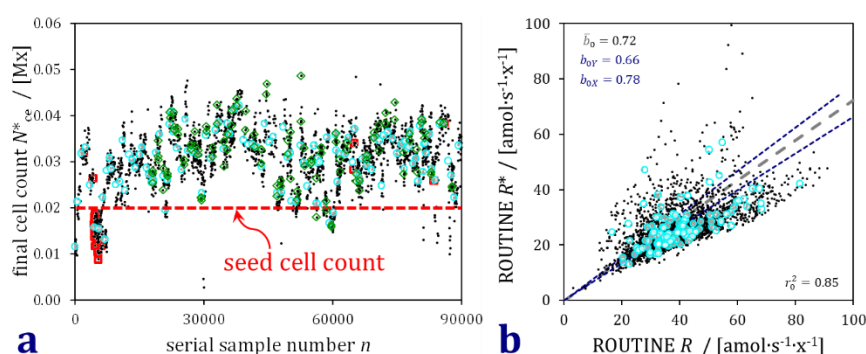 0.06
0.05
0.04
0.03
0.02
0.01
0.00
final cell count N*ce / [Mx]
seed cell count
0 30000 60000 90000
serial sample number n
a
100
80
60
40
20
0
ROUTINE R* / [amol·s-1·x-1]
b̄0 = 0.72
b0Y = 0.66
b0X = 0.78
r0² = 0.85
0 20 40 60 80 100
ROUTINE R / [amol·s-1·x-1]
b